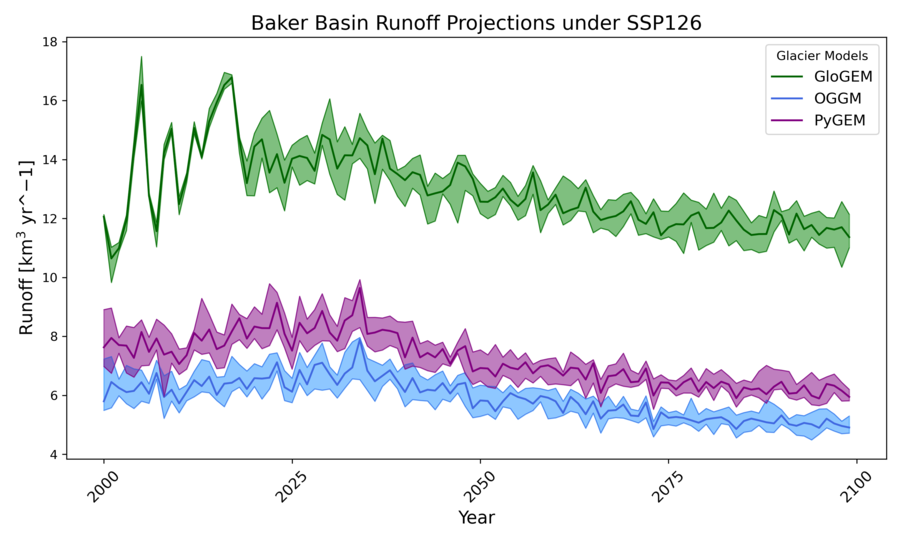 Baker Basin Runoff Projections under SSP126
Glacier Models
GloGEM
OGGM
PyGEM
18
16
14
12
10
8
6
4
Runoff [km³ yr^−1]
2000
2025
2050
2075
2100
Year